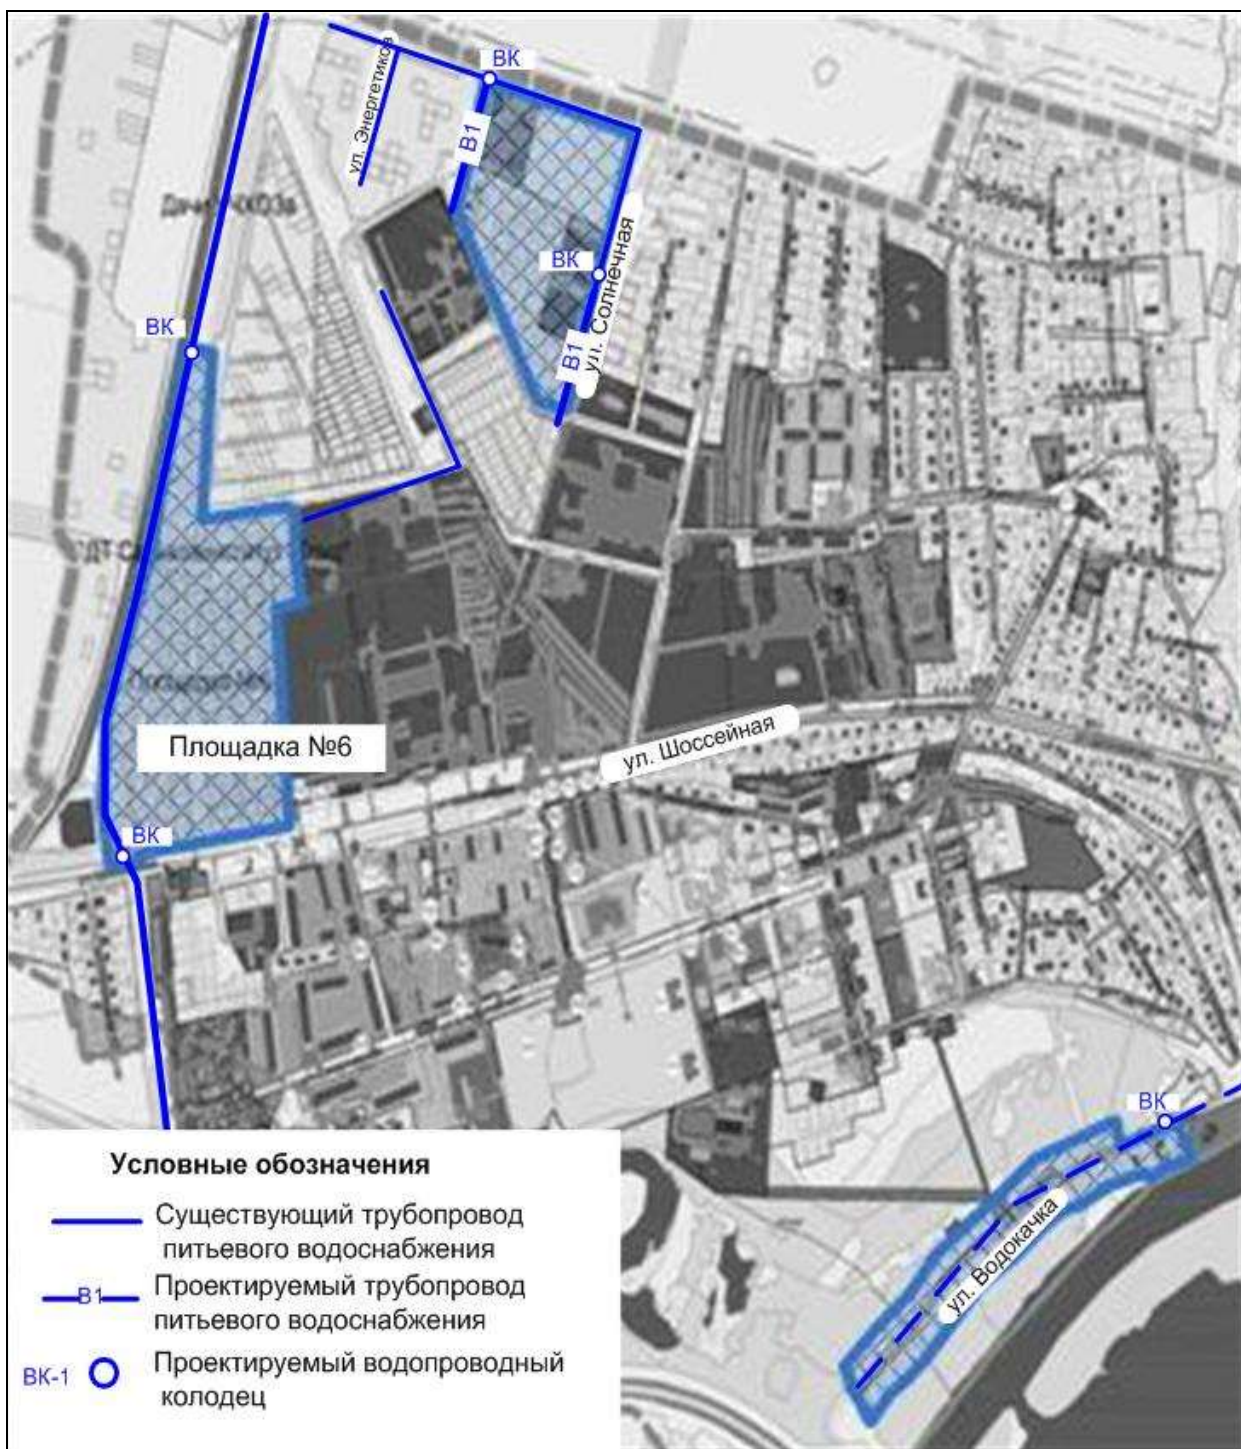 ВК
ул. Энергетиков
В1
ВК
ул. Солнечная
В1
ВК
Площадка №6
ул. Шоссейная
ВК
ВК
ул. Водокачка
Условные обозначения
Существующий трубопровод
питьевого водоснабжения
В1
Проектируемый трубопровод
питьевого водоснабжения
ВК-1
Проектируемый водопроводный
колодец